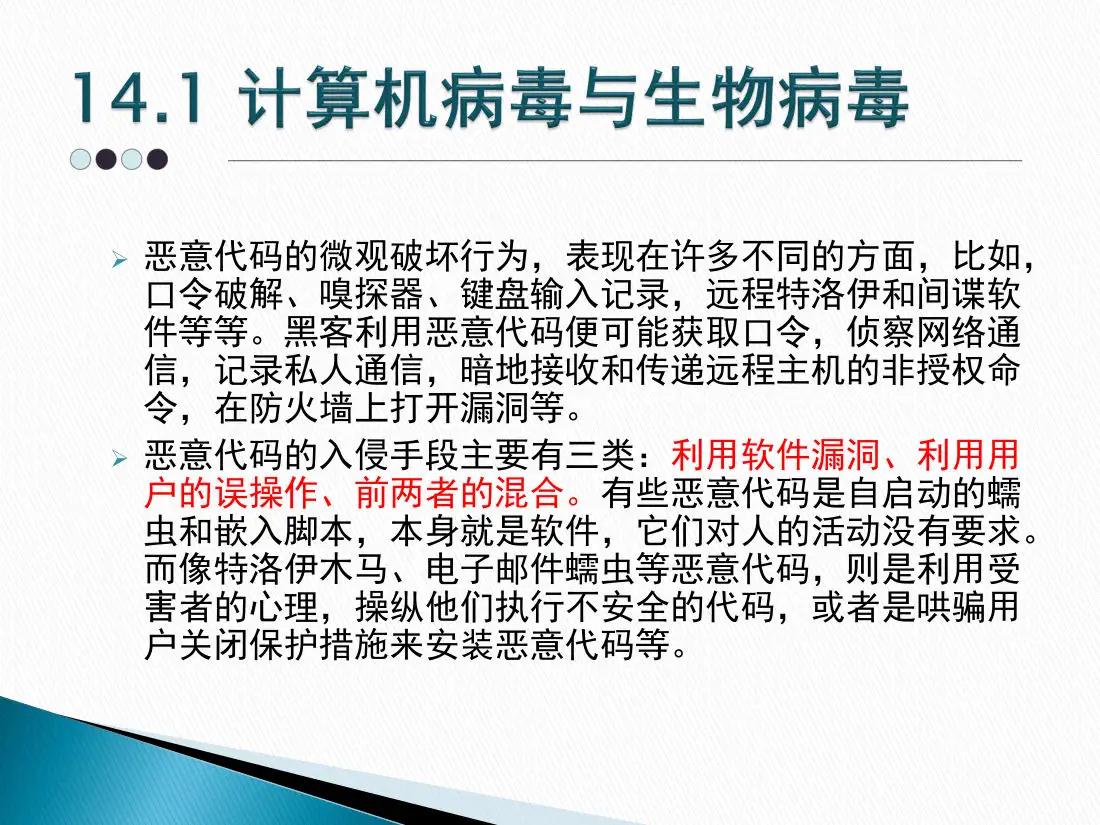 14.1 计算机病毒与生物病毒
恶意代码的微观破坏行为，表现在许多不同的方面，比如，
口令破解、嗅探器、键盘输入记录，远程特洛伊和间谍软
件等等。黑客利用恶意代码便可能获取口令，侦察网络通
信，记录私人通信，暗地接收和传递远程主机的非授权命
令，在防火墙上打开漏洞等。
恶意代码的入侵手段主要有三类：利用软件漏洞、利用用
户的误操作、前两者的混合。有些恶意代码是自启动的蠕
虫和嵌入脚本，本身就是软件，它们对人的活动没有要求。
而像特洛伊木马、电子邮件蠕虫等恶意代码，则是利用受
害者的心理，操纵他们执行不安全的代码，或者是哄骗用
户关闭保护措施来安装恶意代码等。